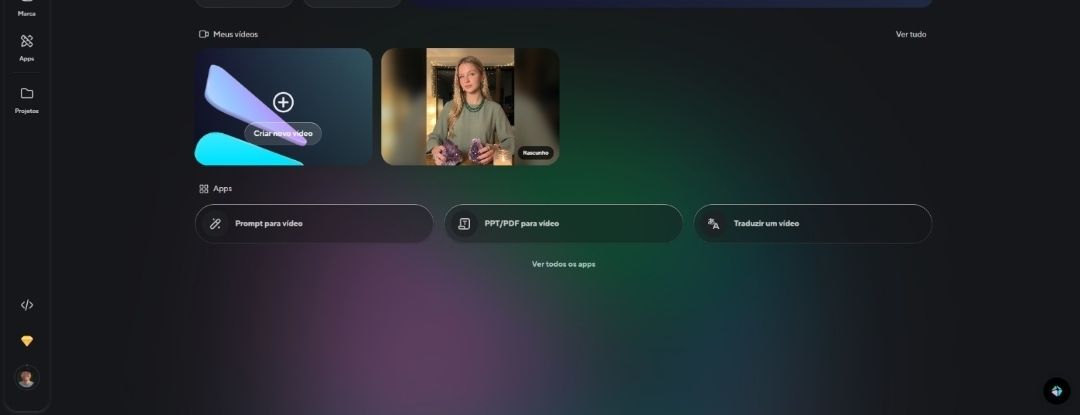 Marca
Meus vídeos
Ver tudo
Apps
Criar novo vídeo
Projetos
Rascunho
Apps
Prompt para vídeo
PPT/PDF para vídeo
Traduzir um vídeo
Ver todos os apps